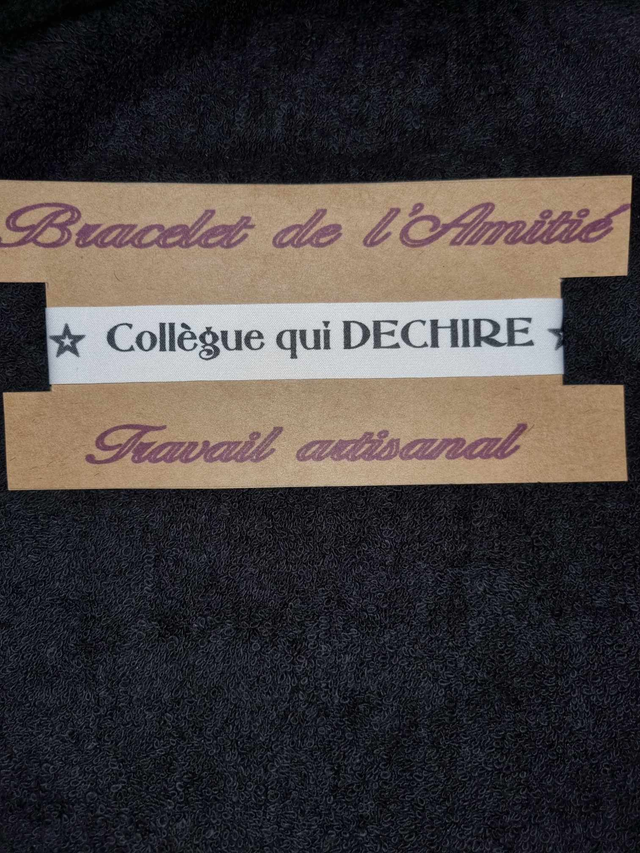 Bracelet de l'Amitié
Collègue qui DECHIRE
Travail artisanal